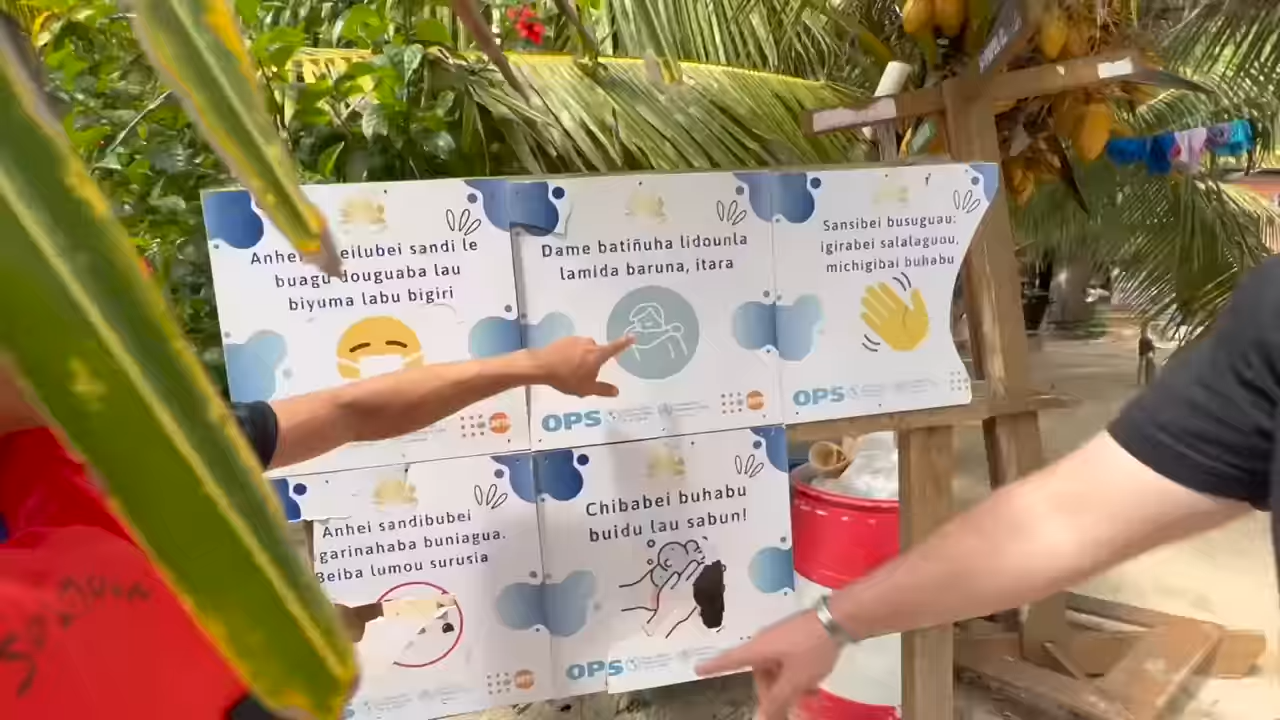 Anhei eilubei sandi le
buagu douguaba lau
biyuma labu bigiri
Dame batiñuha lidounla
lamida baruna, itara
OPS
Sansibei busuguau:
igirabei salalaguou,
michigibai buhabu
OPS
Anhei sandibubei
garinahaba buniagua.
Beiba lumou surusia
Chibabei buhabu
buidu lau sabun!
OPS